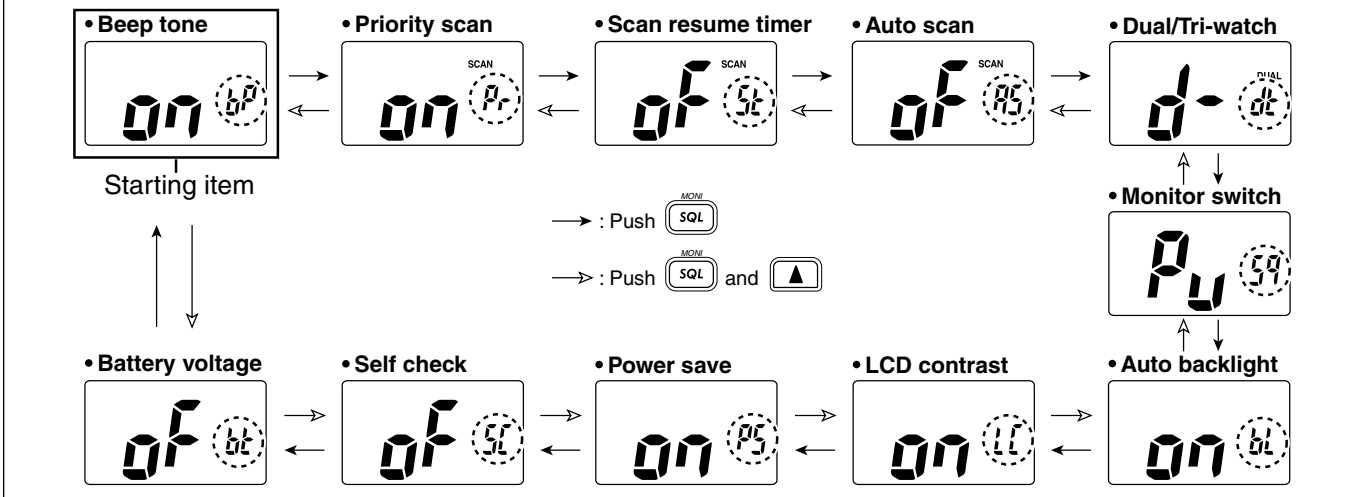 • Beep tone
• Priority scan
• Scan resume timer
• Auto scan
• Dual/Tri-watch
on bP
SCAN
on Pr
SCAN
oF St
SCAN
oF AS
DUAL
d- dt
Starting item
• Monitor switch
MONI
: Push SQL
Pu Sq
MONI
: Push SQL and ▲
• Battery voltage
• Self check
• Power save
• LCD contrast
• Auto backlight
oF bt
oF SC
on PS
on LC
on bL